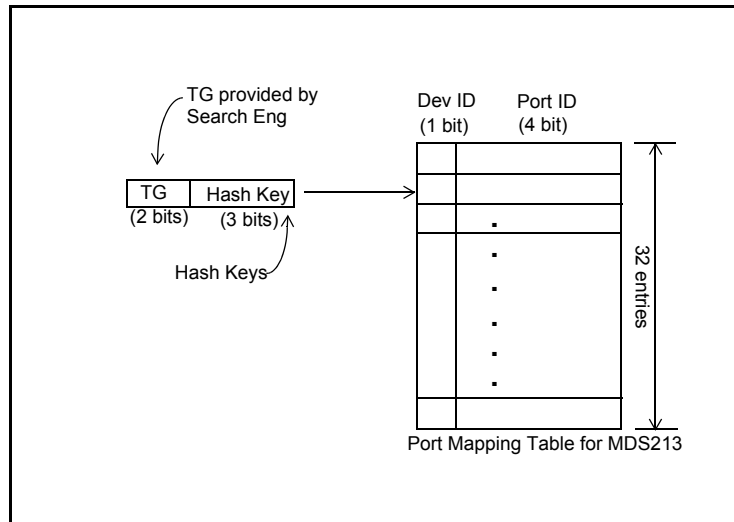 TG provided by
Search Eng
Dev ID
(1 bit)
Port ID
(4 bit)
TG
Hash Key
(2 bits)
(3 bits)
Hash Keys
32 entries
Port Mapping Table for MDS213